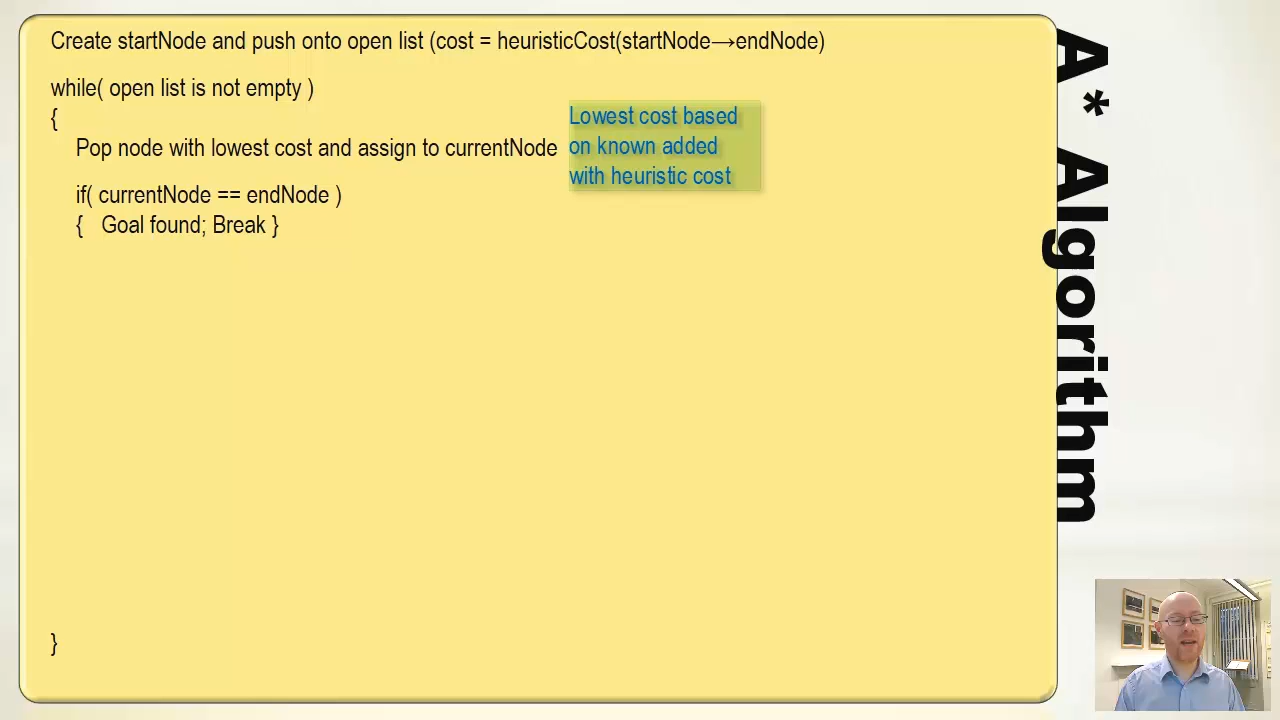 Create startNode and push onto open list (cost = heuristicCost(startNode→endNode)
while( open list is not empty )
{
Pop node with lowest cost and assign to currentNode
Lowest cost based
on known added
with heuristic cost
if( currentNode == endNode )
{ Goal found; Break }
}
A* Algorithm